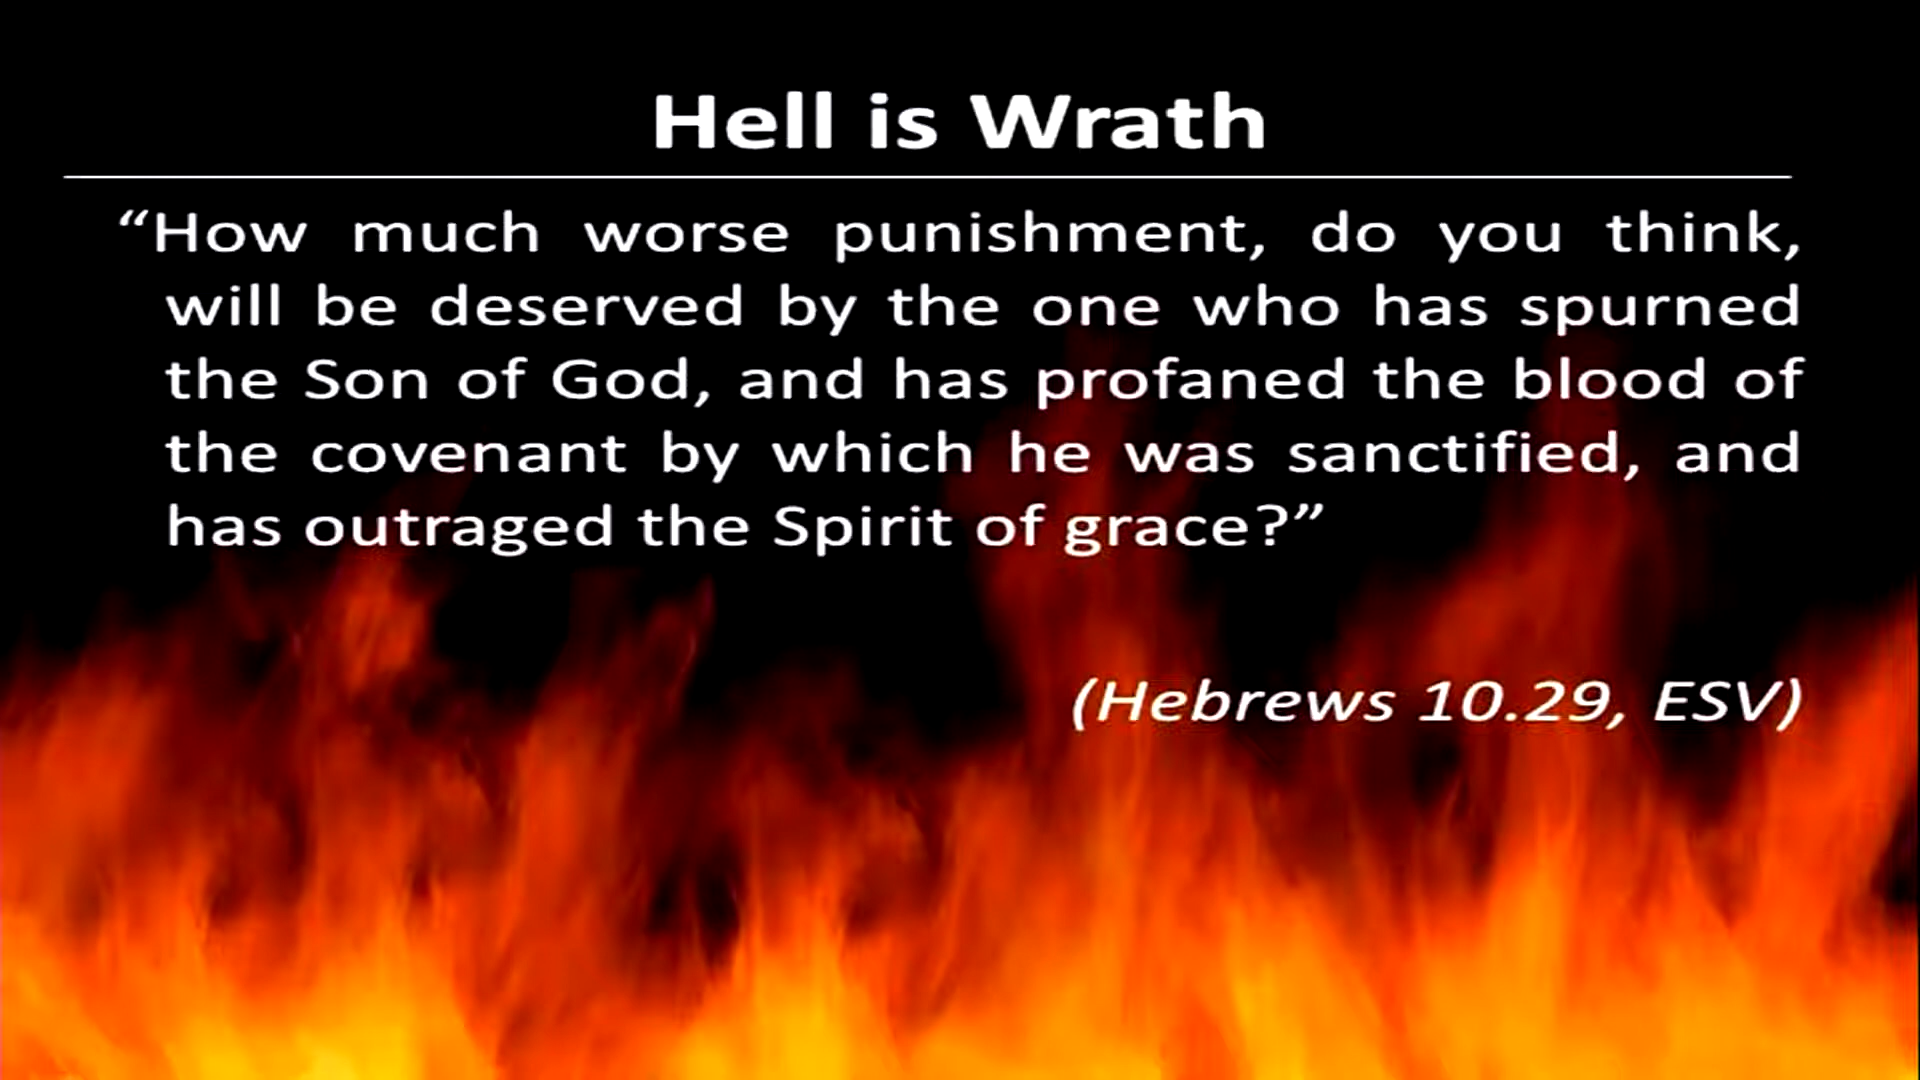 Hell is Wrath
“How much worse punishment, do you think,
will be deserved by the one who has spurned
the Son of God, and has profaned the blood of
the covenant by which he was sanctified, and
has outraged the Spirit of grace?”
(Hebrews 10.29, ESV)